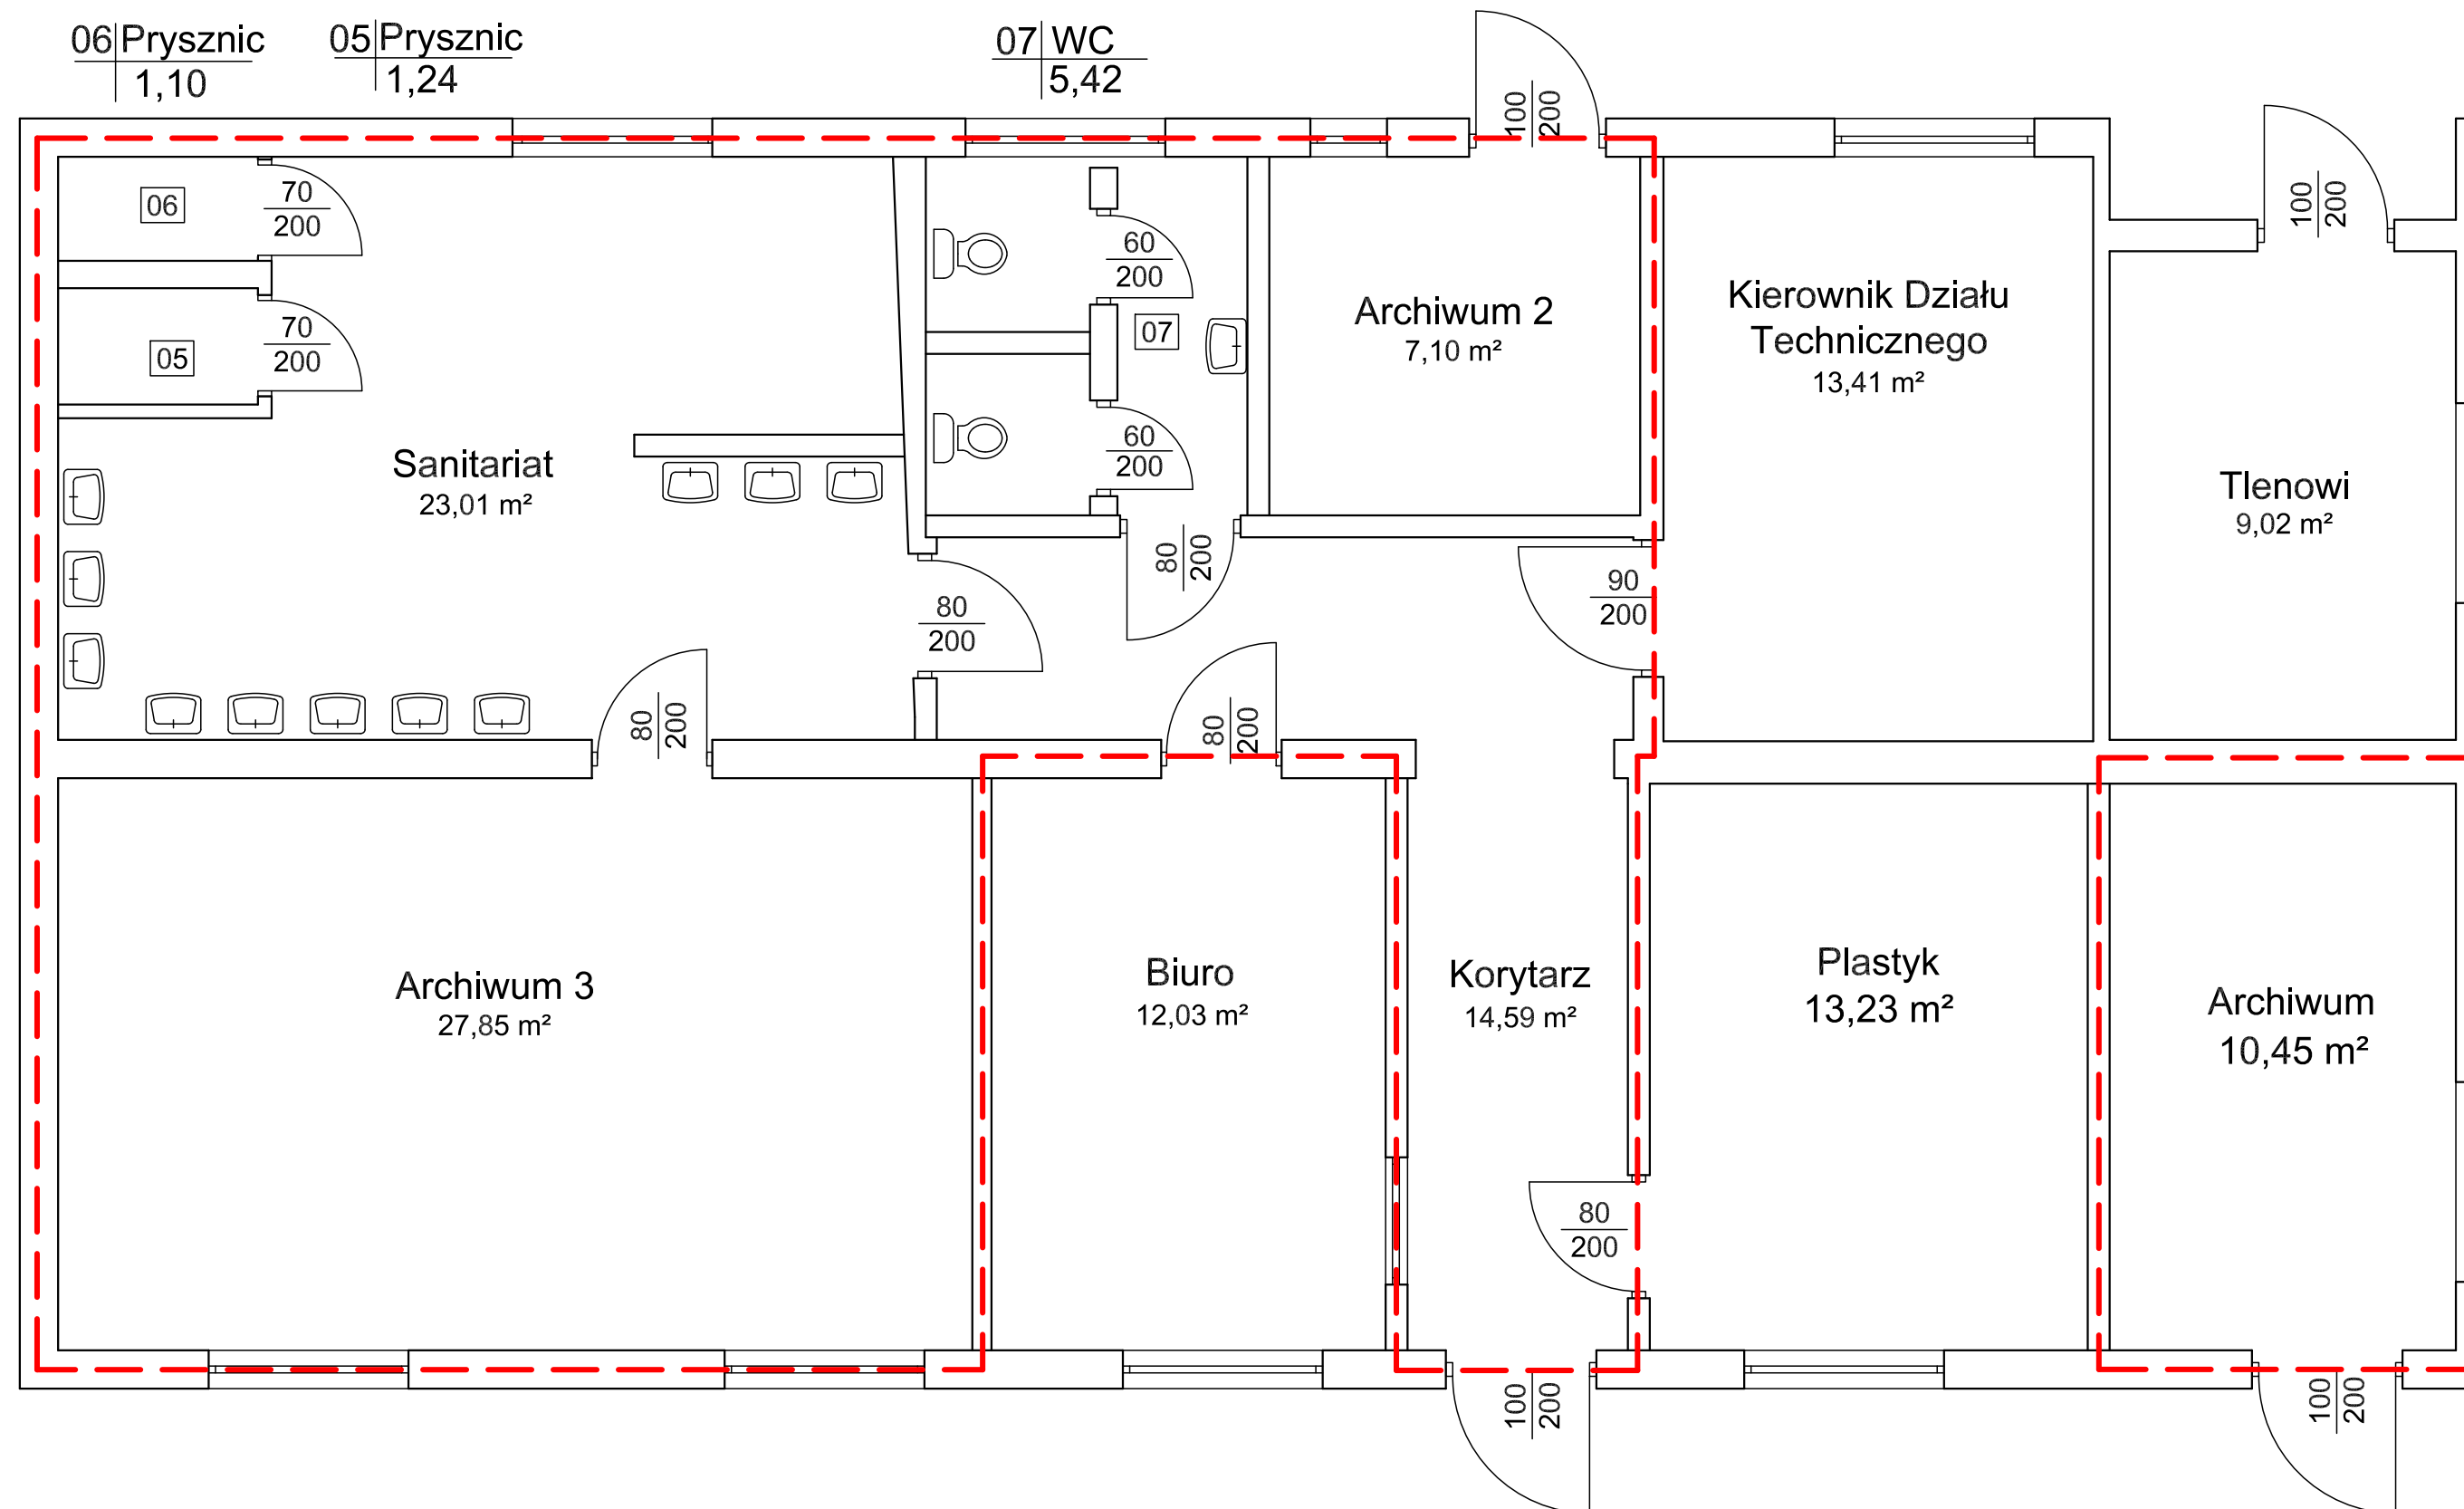 06 Prysznic
1,10
05 Prysznic
1,24
07 WC
5,42
100
200
100
200
06
70
200
05
70
200
60
200
07
60
200
Archiwum 2
7,10 m²
Kierownik Działu
Technicznego
13,41 m²
Sanitariat
23,01 m²
Tlenowi
9,02 m²
80
200
80
200
90
200
80
200
80
200
Archiwum 3
27,85 m²
Biuro
12,03 m²
Korytarz
14,59 m²
Plastyk
13,23 m²
Archiwum
10,45 m²
80
200
100
200
100
200